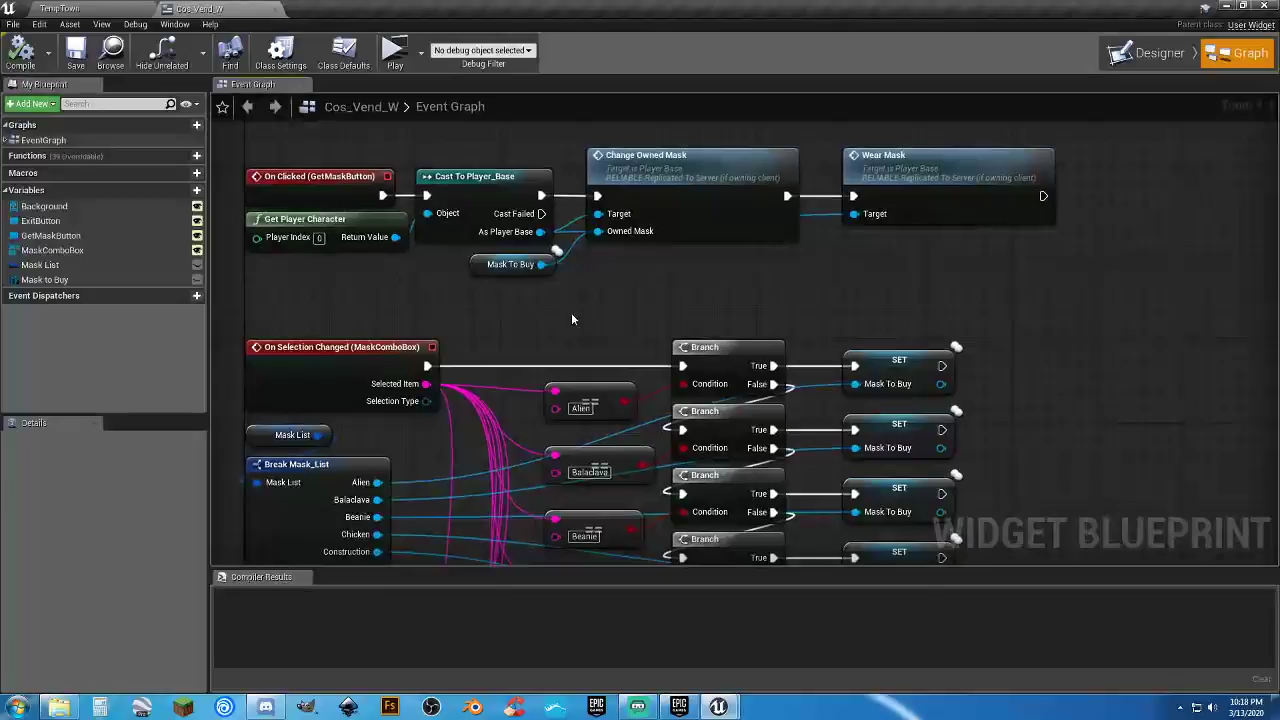 TempTown
Cos_Vend_W
File
Edit
Asset
View
Debug
Window
Help
Parent class: User Widget
Compile
Save
Browse
Hide Unrelated
Find
Class Settings
Class Defaults
Play
No debug object selected
Debug Filter
Designer
Graph
My Blueprint
Event Graph
Add New
Search
Cos_Vend_W > Event Graph
Graphs
EventGraph
Functions (39 Overridable)
Macros
Variables
Background
ExitButton
GetMaskButton
MaskComboBox
Mask List
Mask to Buy
Event Dispatchers
Details
On Clicked (GetMaskButton)
Get Player Character
Player Index 0
Return Value
Cast To Player_Base
Object
Cast Failed
As Player Base
Mask To Buy
Change Owned Mask
Target is Player Base
RELIABLE Replicated To Server (if owning client)
Target
Owned Mask
Wear Mask
Target is Player Base
RELIABLE Replicated To Server (if owning client)
Target
On Selection Changed (MaskComboBox)
Selected Item
Selection Type
Mask List
Break Mask_List
Mask List
Alien
Balaclava
Beanie
Chicken
Construction
==
Alien
==
Balaclava
==
Beanie
Branch
True
Condition
False
Branch
True
Condition
False
Branch
True
Condition
False
Branch
True
SET
Mask To Buy
SET
Mask To Buy
SET
Mask To Buy
SET
WIDGET BLUEPRINT
Compiler Results
Clear
Fs
EPIC GAMES
EPIC GAMES
10:18 PM
3/13/2020